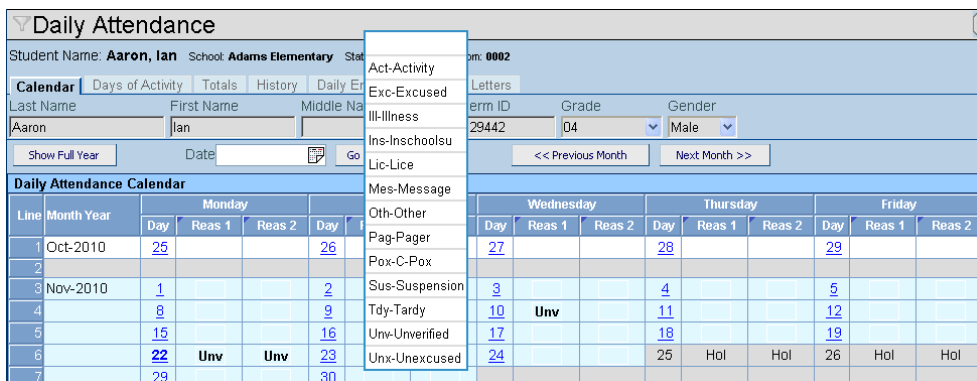 Daily Attendance
Student Name: Aaron, Ian School: Adams Elementary Stat om: 0002
Calendar Days of Activity Totals History Daily En Letters
Last Name First Name Middle Na erm ID Grade Gender
Aaron Ian 29442 04 Male
Show Full Year Date Go << Previous Month Next Month >>
Act-Activity
Exc-Excused
Ill-Illness
Ins-Inschoolsu
Lic-Lice
Mes-Message
Oth-Other
Pag-Pager
Pox-C-Pox
Sus-Suspension
Tdy-Tardy
Unv-Unverified
Unx-Unexcused
Daily Attendance Calendar
Line Month Year Monday Wednesday Thursday Friday
Day Reas 1 Reas 2 Day Day Reas 1 Reas 2 Day Reas 1 Reas 2 Day Reas 1 Reas 2
1 Oct-2010 25 26 27 28 29
2
3 Nov-2010 1 2 3 4 5
4 8 9 10 Unv 11 12
5 15 16 17 18 19
6 22 Unv Unv 23 24 25 Hol Hol 26 Hol Hol
7 29 30